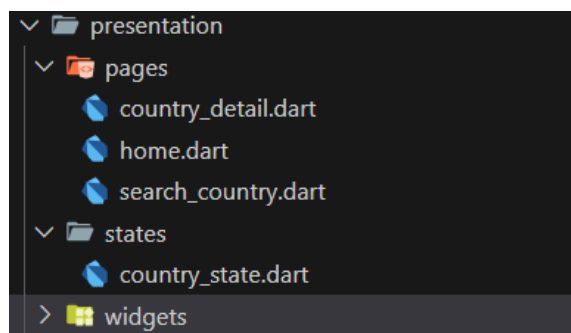 presentation
pages
country_detail.dart
home.dart
search_country.dart
states
country_state.dart
widgets